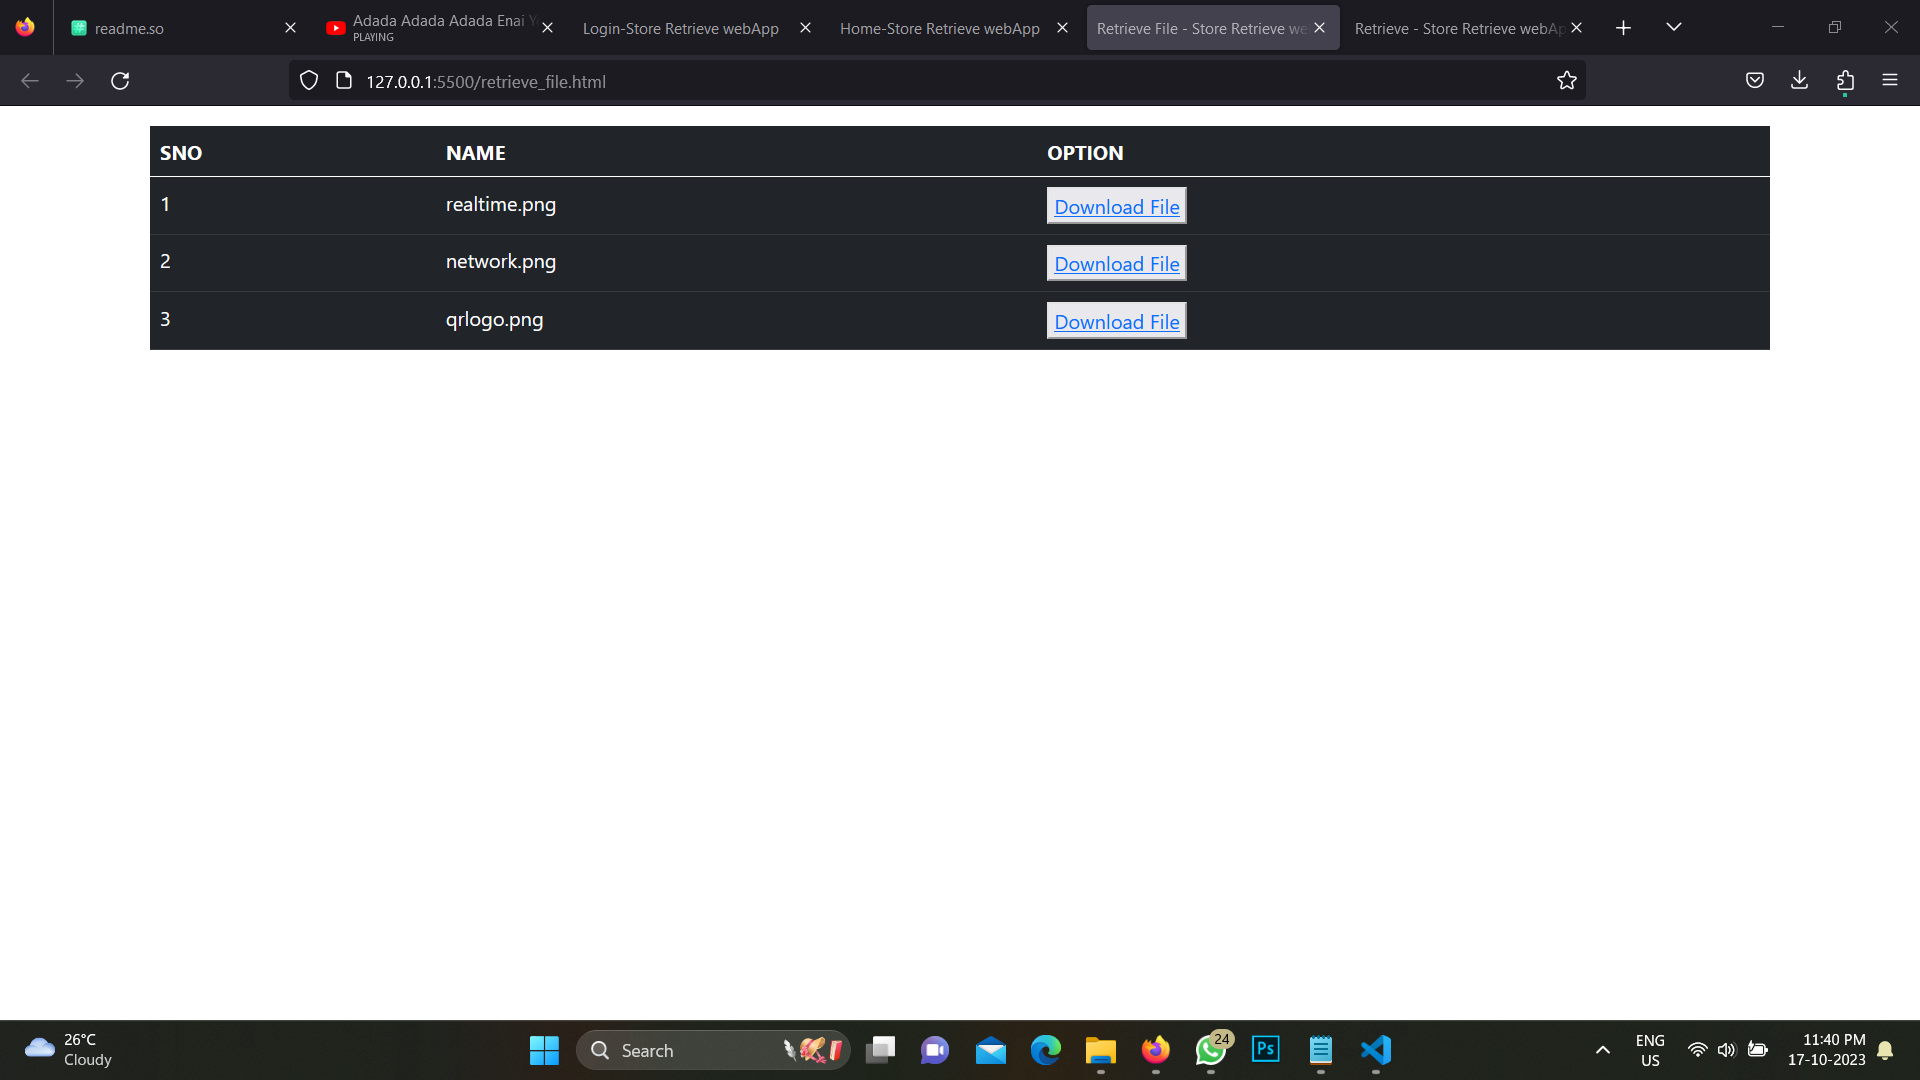 readme.so
Adada Adada Adada Enai
PLAYING
Login-Store Retrieve webApp
Home-Store Retrieve webApp
Retrieve File - Store Retrieve we
Retrieve - Store Retrieve webAp
127.0.0.1:5500/retrieve_file.html
SNO NAME OPTION
1 realtime.png Download File
2 network.png Download File
3 qrlogo.png Download File
26°C
Cloudy
Search
24
Ps
ENG
US
11:40 PM
17-10-2023